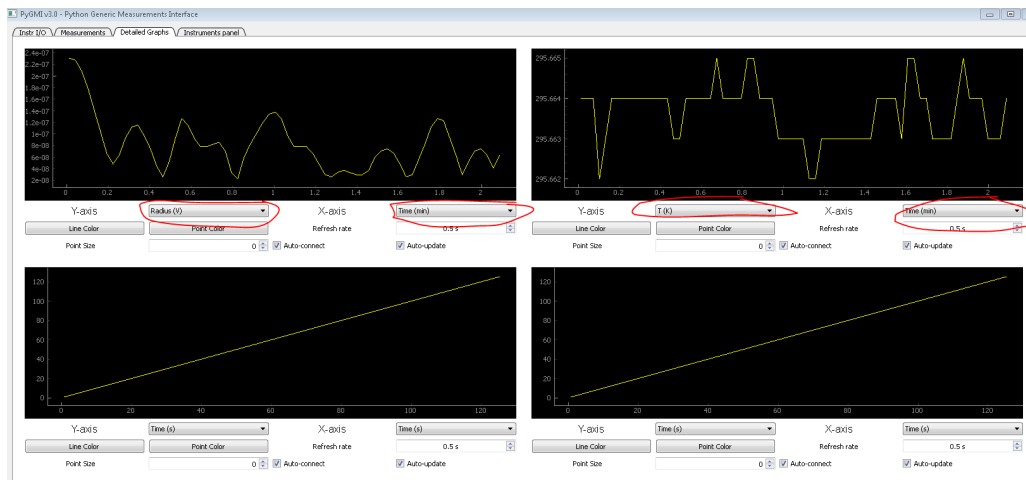 PyGMI v3.0 - Python Generic Measurements Interface
Instr I/O Measurements Detailed Graphs Instruments panel
2.4e-07
2e-07
1.6e-07
1.2e-07
1e-07
8e-08
6e-08
4e-08
2e-08
0 0.2 0.4 0.6 0.8 1 1.2 1.4 1.6 1.8 2
Y-axis Radius (V) X-axis Time (min)
Line Color Point Color Refresh rate 0.5 s
Point Size 0 Auto-connect Auto-update
295.665
295.664
295.663
295.662
0 0.2 0.4 0.6 0.8 1 1.2 1.4 1.6 1.8 2
Y-axis T (K) X-axis Time (min)
Line Color Point Color Refresh rate 0.5 s
Point Size 0 Auto-connect Auto-update
120
100
80
60
40
20
0
0 20 40 60 80 100 120
Y-axis Time (s) X-axis Time (s)
Line Color Point Color Refresh rate 0.5 s
Point Size 0 Auto-connect Auto-update
120
100
80
60
40
20
0
0 20 40 60 80 100 120
Y-axis Time (s) X-axis Time (s)
Line Color Point Color Refresh rate 0.5 s
Point Size 0 Auto-connect Auto-update